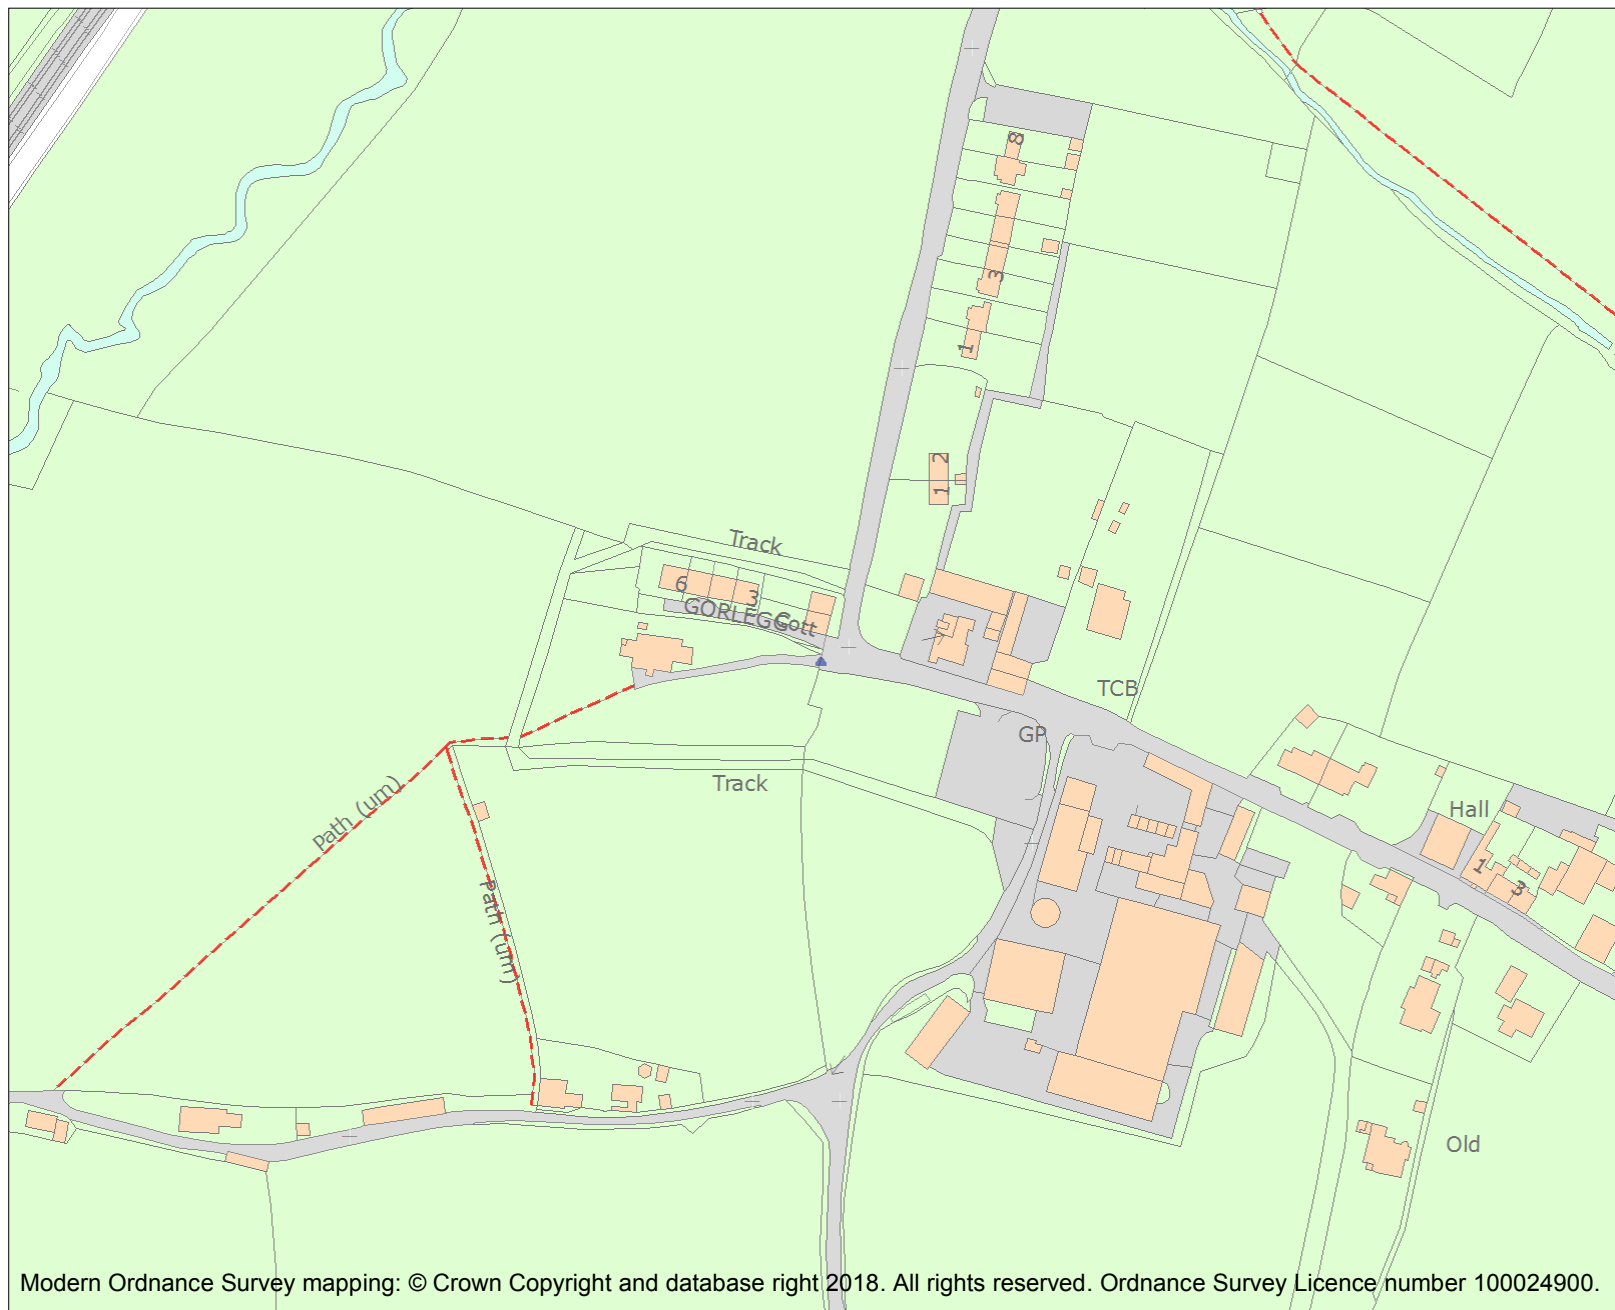 8
3
1
2
1
Track
6
3
GORLEGG
Cott
TCB
GP
Track
Path (um)
Hall
1
3
Path (um)
Old
Modern Ordnance Survey mapping: © Crown Copyright and database right 2018. All rights reserved. Ordnance Survey Licence number 100024900.